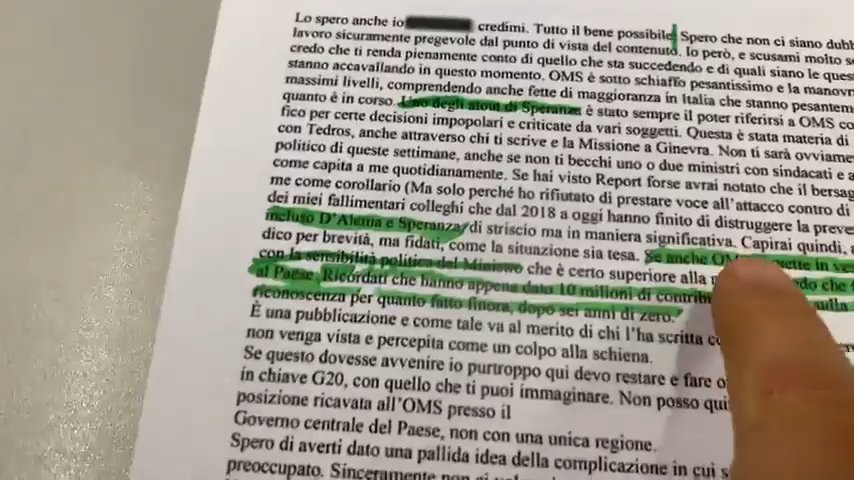 Lo spero anche io credimi. Tutto il bene possibile Spero che non ci siano dubb
lavoro sicuramente pregevole dal punto di vista del contenuto. Io però, e scusami molto se
credo che ti renda pienamente conto di quello che sta succedendo e di quali siano le ques
stanno accavallando in questo momento. OMS è sotto schiaffo pesantissimo e la manovr
massimi livelli, comprendendo anche fette di maggioranza in Italia che stanno pesantem
quanto è in corso. Uno degli atout di Speranza è stato sempre il poter riferirsi a OMS co
fico per certe decisioni impopolari e criticate da vari soggetti. Questa è stata materia di
con Tedros, anche attraverso chi ti scrive e la Missione a Ginevra. Non ti sarà ovviame
politico di queste settimane, anche se non ti becchi uno o due ministri con sindacati e a
come capita a me quotidianamente. Se hai visto Report forse avrai notato che il bersag
me come corollario (Ma solo perché ho rifiutato di prestare voce all'attacco contro di
dei miei fallimentari colleghi che dal 2018 a oggi hanno finito di distruggere la preve
incluso D'Alema e Speranza) di striscio ma in maniera significativa. Capirai quindi,
dico per brevità, ma fidati, come la situazione sia tesa. Se anche OM mette in ve
con la sensibilità politica del Ministro che è certo superiore alla edo che
al Paese. Ricordati che hanno appena dato 10 milioni di contribu sulla
riconoscenza per quanto fatto finora, dopo sei anni di zero.
È una pubblicazione e come tale va al merito di chi l'ha scritta c
non venga vista e percepita come un colpo alla schiena.
Se questo dovesse avvenire io purtroppo qui devo restare e fare o
in chiave G20, con quello che ti puoi immaginare. Non posso qui
posizione ricavata all'OMS presso il
Governo centrale del Paese, non con una unica regione.
Spero di averti dato una pallida idea della complicazione in cui s
preoccupato. Sinceramente non